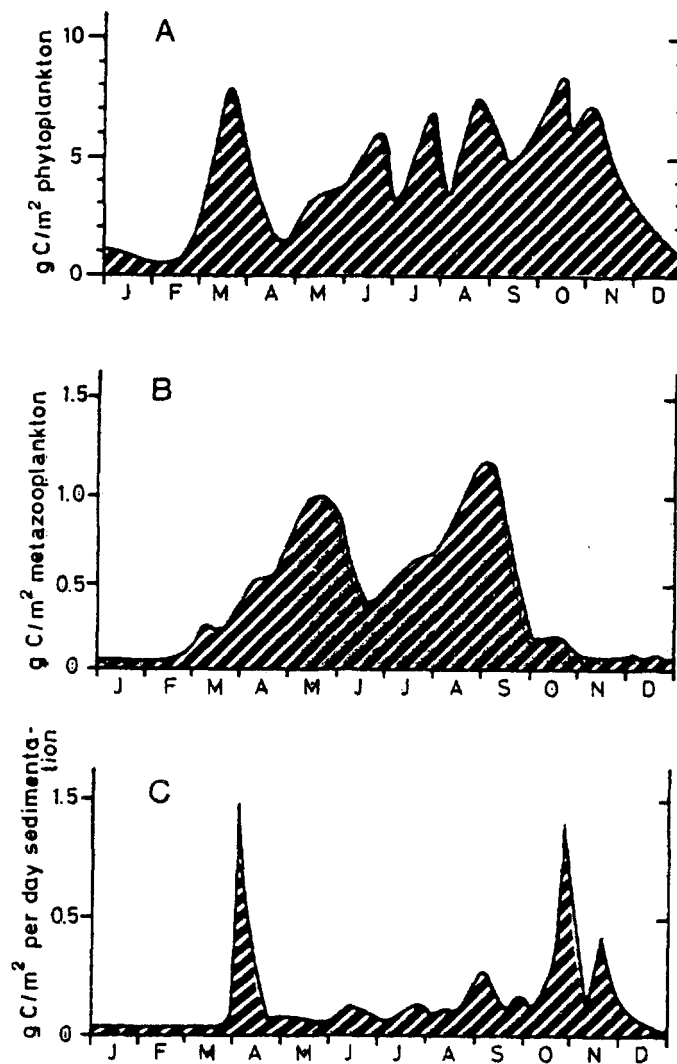 A
g C/m² phytoplankton
10
5
0
J F M A M J J A S O N D
B
g C/m² metazooplankton
1.5
1.0
0.5
0
J F M A M J J A S O N D
C
g C/m² per day sedimenta-
tion
1.5
0.5
0
J F M A M J J A S O N D